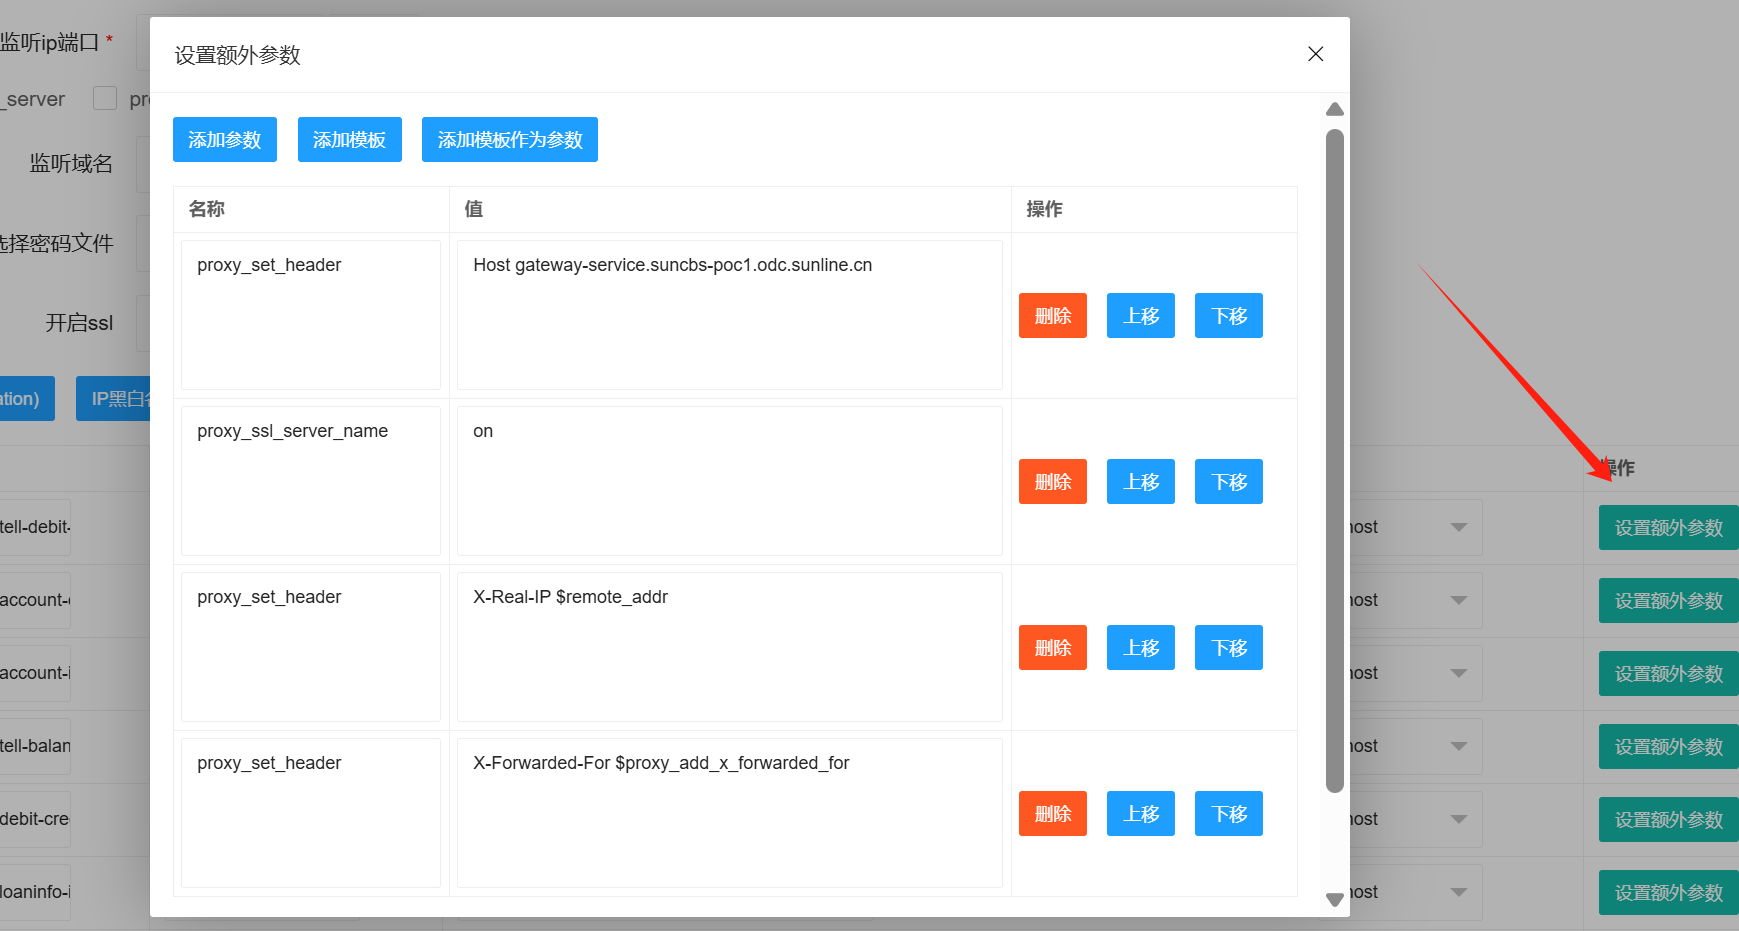 监听ip端口 *
设置额外参数
_server
添加参数
添加模板
添加模板作为参数
监听域名
名称
值
操作
选择密码文件
proxy_set_header
Host gateway-service.suncbs-poc1.odc.sunline.cn
删除
上移
下移
开启ssl
IP黑白
proxy_ssl_server_name
on
删除
上移
下移
操作
tell-debit-
host
设置额外参数
account-
proxy_set_header
X-Real-IP $remote_addr
host
设置额外参数
account-i
删除
上移
下移
host
设置额外参数
tell-balan
proxy_set_header
X-Forwarded-For $proxy_add_x_forwarded_for
host
设置额外参数
debit-cre
删除
上移
下移
host
设置额外参数
loaninfo-i
host
设置额外参数